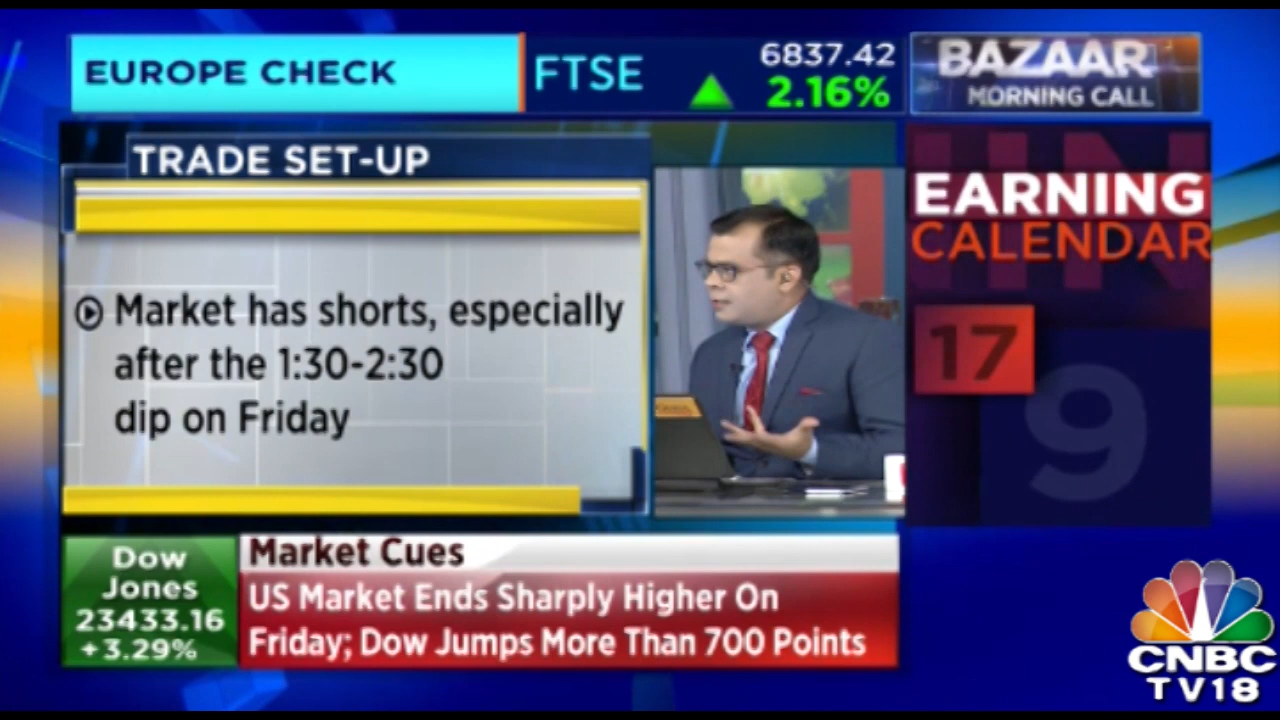 EUROPE CHECK
FTSE
6837.42
2.16%
BAZAAR
MORNING CALL
TRADE SET-UP
Market has shorts, especially
after the 1:30-2:30
dip on Friday
EARNING
CALENDAR
17
9
Dow
Jones
23433.16
+3.29%
Market Cues
US Market Ends Sharply Higher On
Friday; Dow Jumps More Than 700 Points
CNBC
TV18